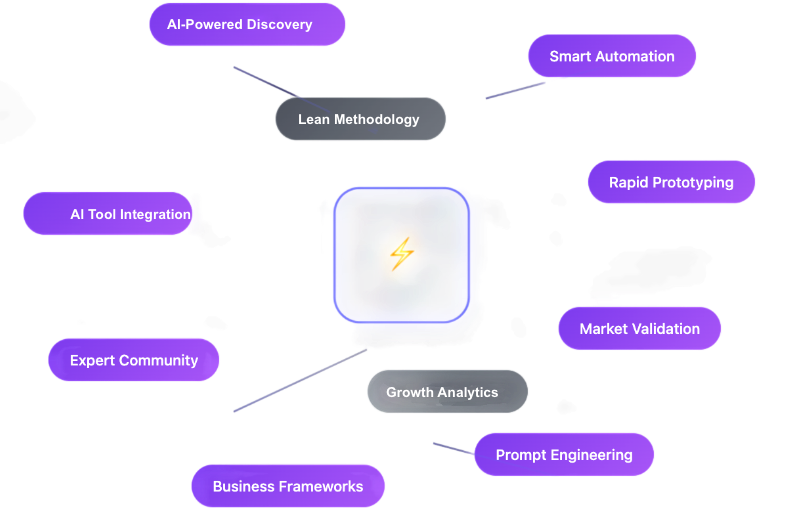 AI-Powered Discovery
Smart Automation
Lean Methodology
Rapid Prototyping
AI Tool Integration
Market Validation
Expert Community
Growth Analytics
Prompt Engineering
Business Frameworks